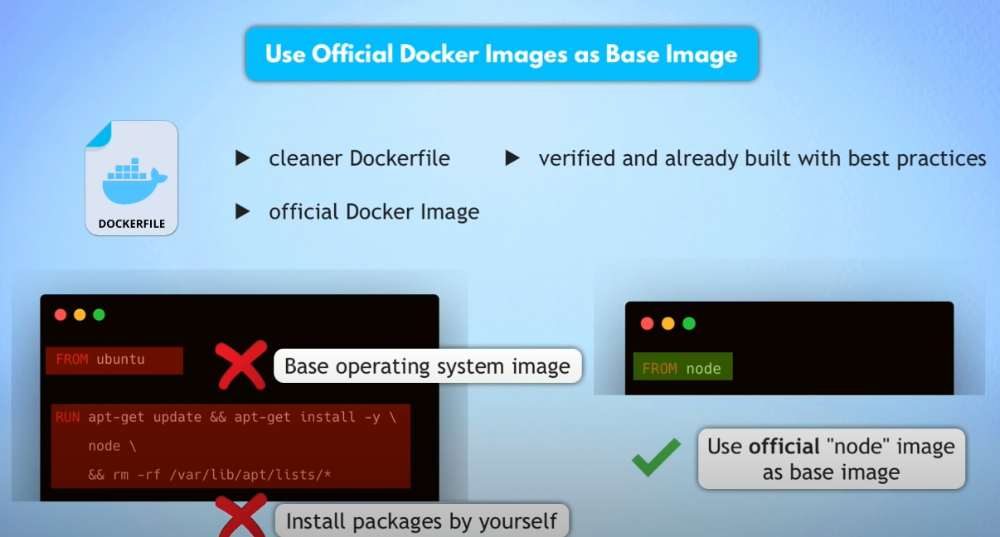 Use Official Docker Images as Base Image
DOCKERFILE
▶ cleaner Dockerfile
▶ verified and already built with best practices
▶ official Docker Image
FROM ubuntu
Base operating system image
RUN apt-get update && apt-get install -y \
node \
&& rm -rf /var/lib/apt/lists/*
Install packages by yourself
FROM node
Use official "node" image
as base image